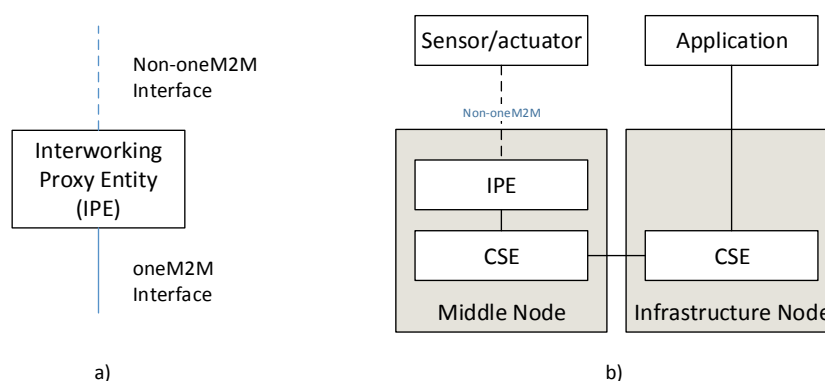 Non-oneM2M
Interface
Interworking
Proxy Entity
(IPE)
oneM2M
Interface
a)
Sensor/actuator
Application
Non-oneM2M
IPE
CSE
CSE
Middle Node
Infrastructure Node
b)